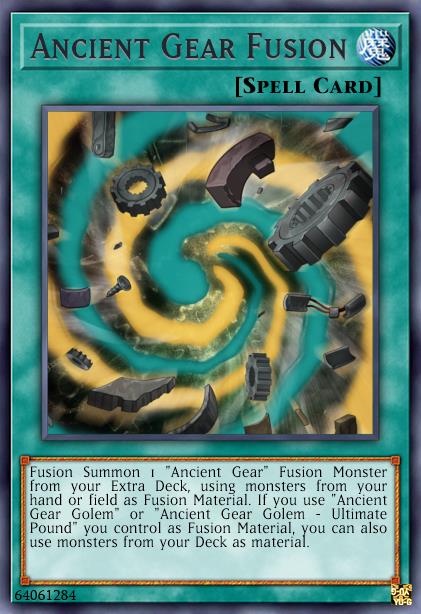 Ancient Gear Fusion
[Spell Card]
Fusion Summon 1 "Ancient Gear" Fusion Monster
from your Extra Deck, using monsters from your
hand or field as Fusion Material. If you use "Ancient
Gear Golem" or "Ancient Gear Golem - Ultimate
Pound" you control as Fusion Material, you can also
use monsters from your Deck as material.
64061284